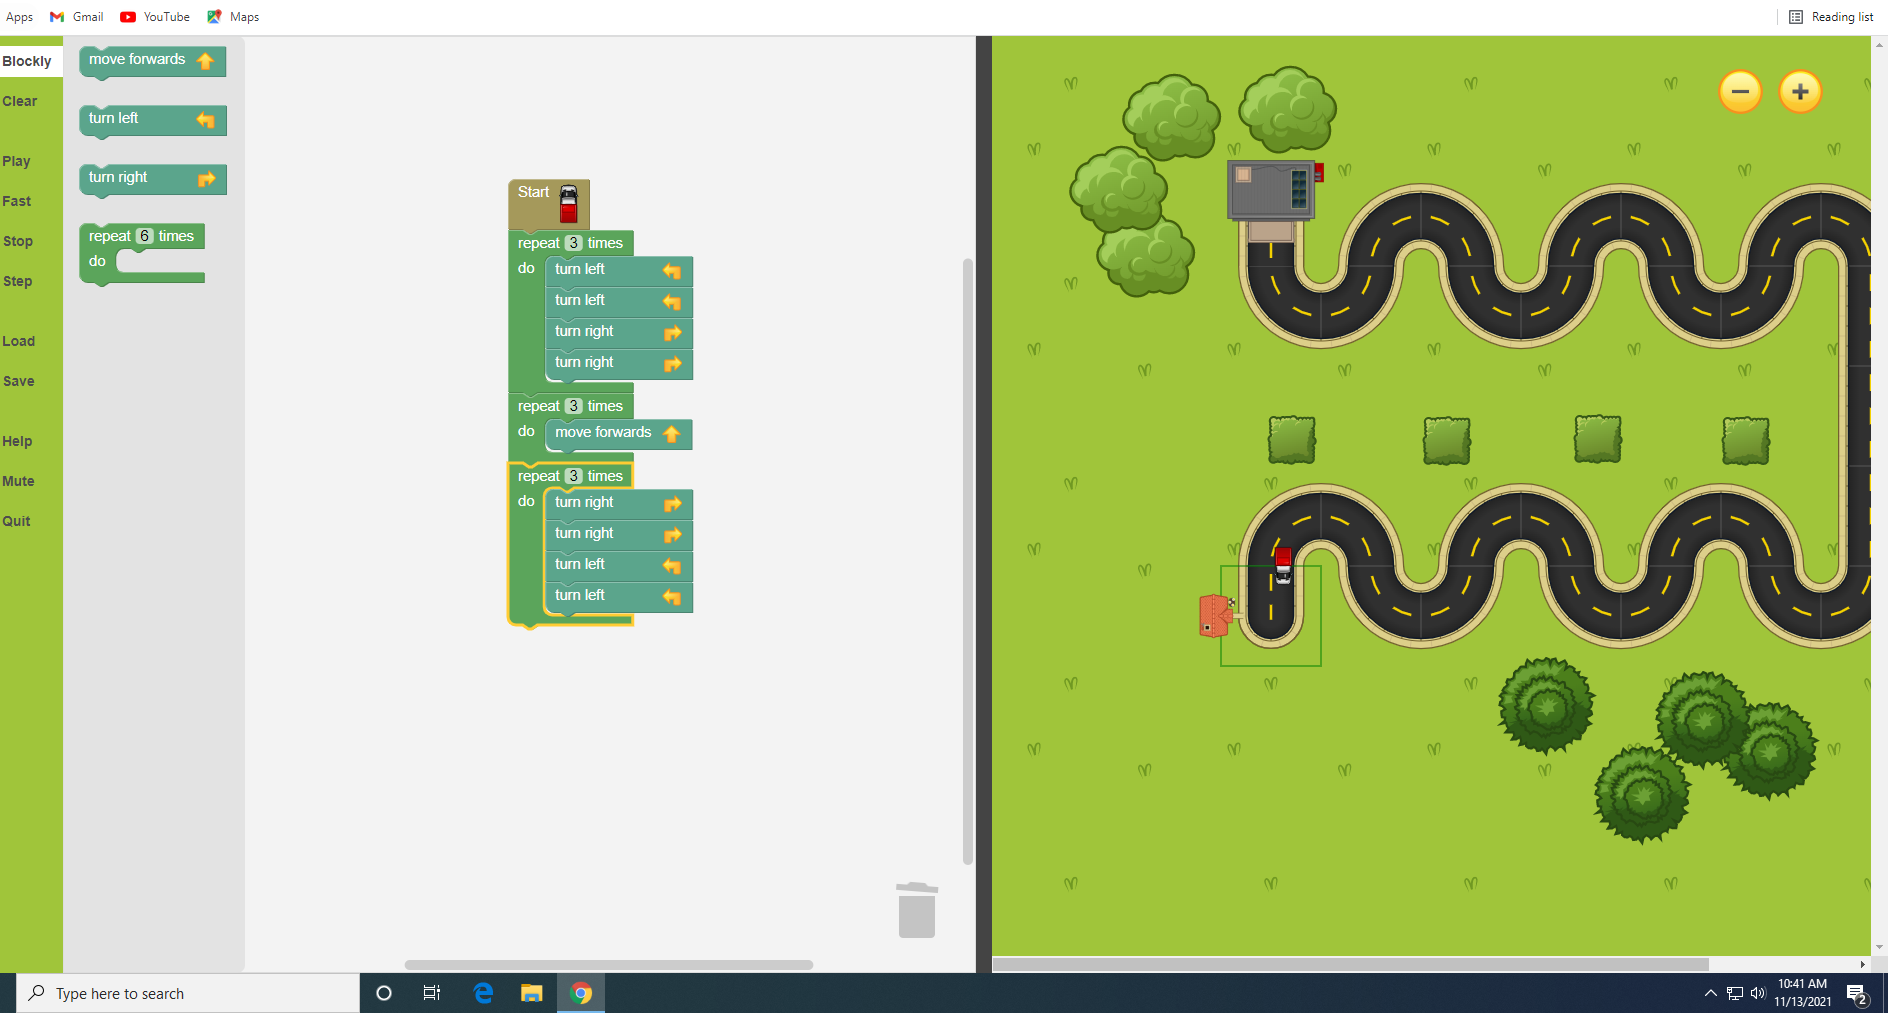 Apps Gmail YouTube Maps Reading list
Blockly
Clear
Play
Fast
Stop
Step
Load
Save
Help
Mute
Quit
move forwards
turn left
turn right
repeat 6 times
do
Start
repeat 3 times
do turn left
turn left
turn right
turn right
repeat 3 times
do move forwards
repeat 3 times
do turn right
turn right
turn left
turn left
Type here to search
10:41 AM
11/13/2021
2